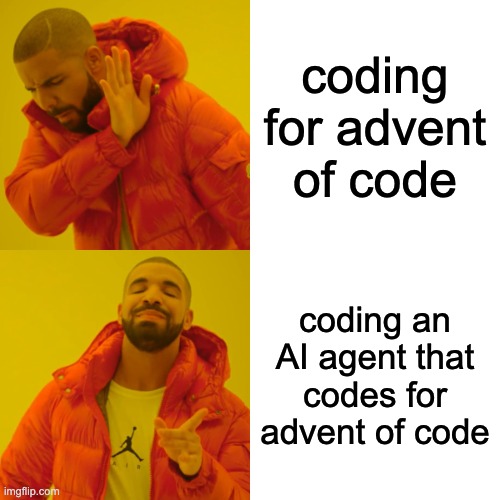 coding
for advent
of code
coding an
AI agent that
codes for
advent of code
imgflip.com